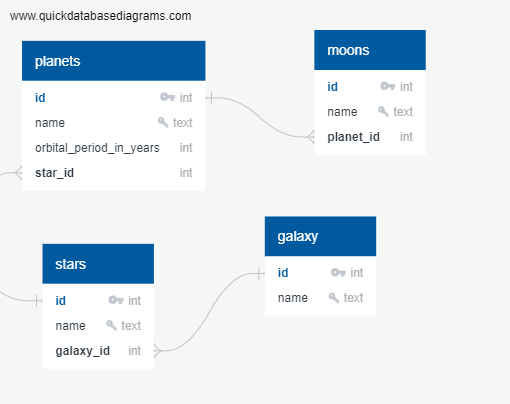 www.quickdatabasediagrams.com
planets
id int
name text
orbital_period_in_years int
star_id int
moons
id int
name text
planet_id int
stars
id int
name text
galaxy_id int
galaxy
id int
name text